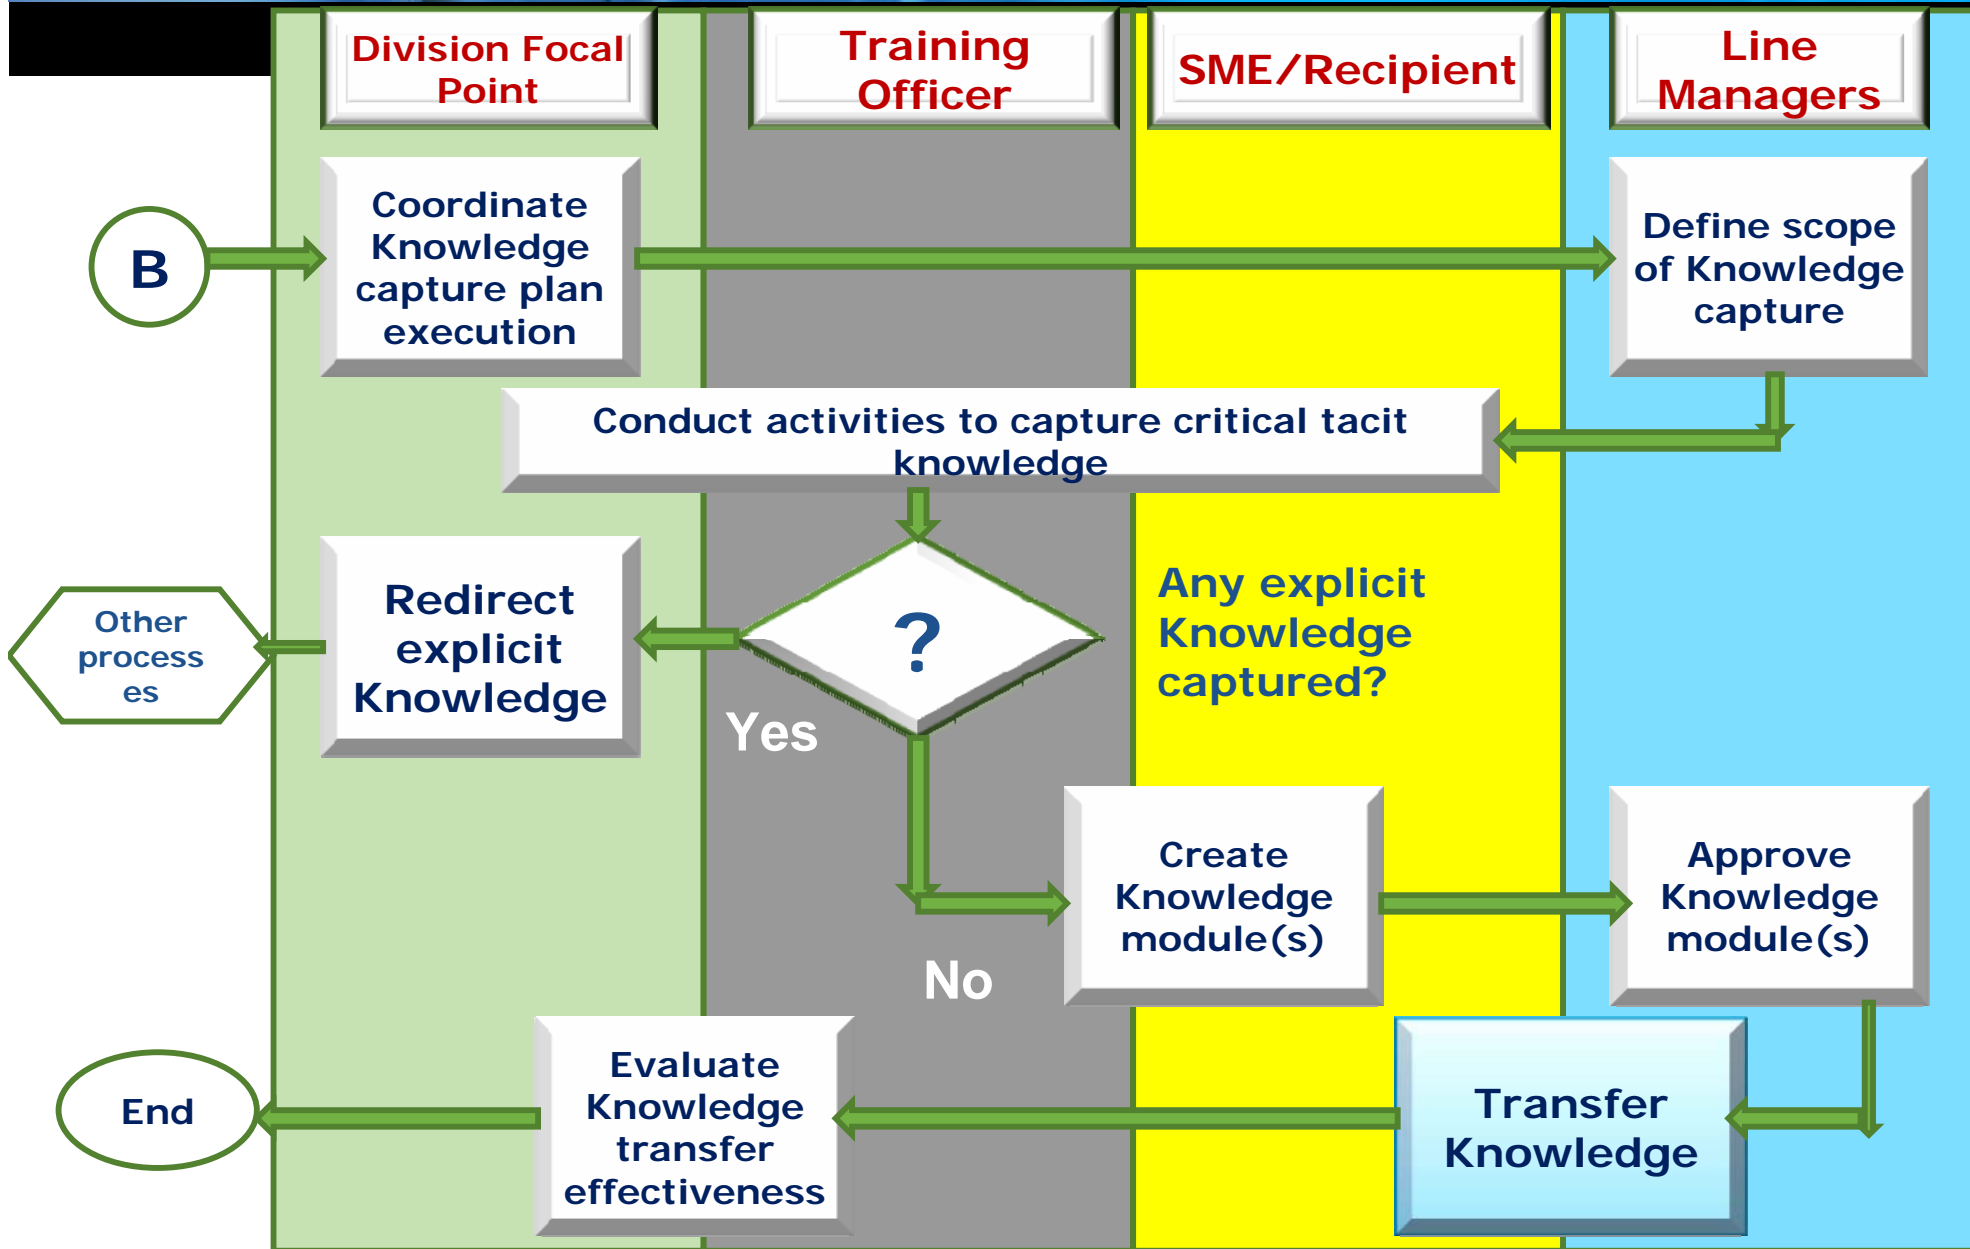 Division Focal
Point
Training
Officer
SME/Recipient
Line
Managers
B
Coordinate
Knowledge
capture plan
execution
Define scope
of Knowledge
capture
Conduct activities to capture critical tacit
knowledge
Other
process
es
Redirect
explicit
Knowledge
?
Any explicit
Knowledge
captured?
Yes
No
Create
Knowledge
module(s)
Approve
Knowledge
module(s)
End
Evaluate
Knowledge
transfer
effectiveness
Transfer
Knowledge